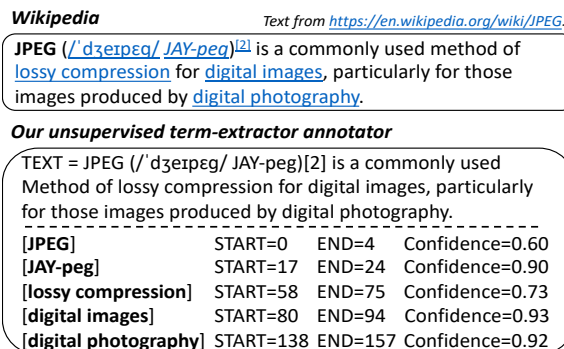 Wikipedia Text from https://en.wikipedia.org/wiki/JPEG.
JPEG (/ˈdʒeɪpɛɡ/ JAY-peg)[2] is a commonly used method of
lossy compression for digital images, particularly for those
images produced by digital photography.
Our unsupervised term-extractor annotator
TEXT = JPEG (/ˈdʒeɪpɛɡ/ JAY-peg)[2] is a commonly used
Method of lossy compression for digital images, particularly
for those images produced by digital photography.
[JPEG] START=0 END=4 Confidence=0.60
[JAY-peg] START=17 END=24 Confidence=0.90
[lossy compression] START=58 END=75 Confidence=0.73
[digital images] START=80 END=94 Confidence=0.93
[digital photography] START=138 END=157 Confidence=0.92